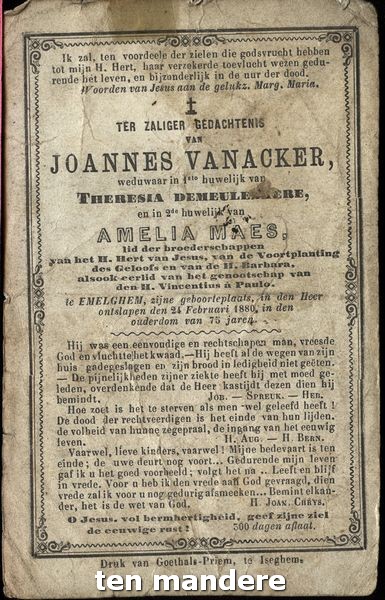 Ik zal, ten voordeele der zielen die godsvrucht hebben
tot mijn H. Hert, haar verzekerde toevlucht wezen gedu-
rende het leven, en bijzonderlijk in de uur der dood.
Woorden van Jesus aan de gelukz. Marg. Maria.
TER ZALIGER GEDACHTENIS
VAN
JOANNES VANACKER,
weduwaar in 1ste huwelijk van
THERESIA DEMEULEMEERE,
en in 2de huwelijk van
AMELIA MAES,
lid der broederschappen
van het H. Hert van Jesus, van de Voortplanting
des Geloofs en van de H. Barbara,
alsook eerlid van het genootschap van
den H. Vincentius à Paulo.
te EMELGHEM, zijne geboorteplaats, in den Heer
ontslapen den 24 Februari 1880, in den
ouderdom van 75 jaren.
Hij was een eenvoudig en rechtschapen man, vreesde
God en vluchtte het kwaad.—Hij heeft al de wegen van zijn
huis gadegeslagen en zijn brood in ledigheid niet geëten.
— De pijnelijkheden zijner ziekte heeft hij met moed ge-
leden, overdenkende dat de Heer kastijdt dezen dien hij
bemindt. JOB. — SPREUK. — HEB.
Hoe zoet is het te sterven als men wel geleefd heeft !
De dood der rechtveerdigen is het einde van hun lijden.
de volheid van hunne zegepraal, de ingang van het eeuwig
leven. H. AUG. — H. BERN.
Vaarwel, lieve kinders, vaarwel ! Mijne bedevaart is ten
einde ; de uwe deurt nog voort... Gedurende mijn leven
gaf ik u het goed voorbeeld ; volgt het na .. Leeft en blijf
in vrede. Voor u heb ik den vrede aan God gevraagd, dien
vrede zal ik voor u nog gedurig afsmeeken... Bemint elkan-
der, het is de wet van God. H. JOAN. CHRYS.
O Jesus, vol bermhertigheid, geef zijne ziel
de eeuwige rust ! 300 dagen aflaat.
Druk van Goethals-Priem, te Iseghem.
ten mandere